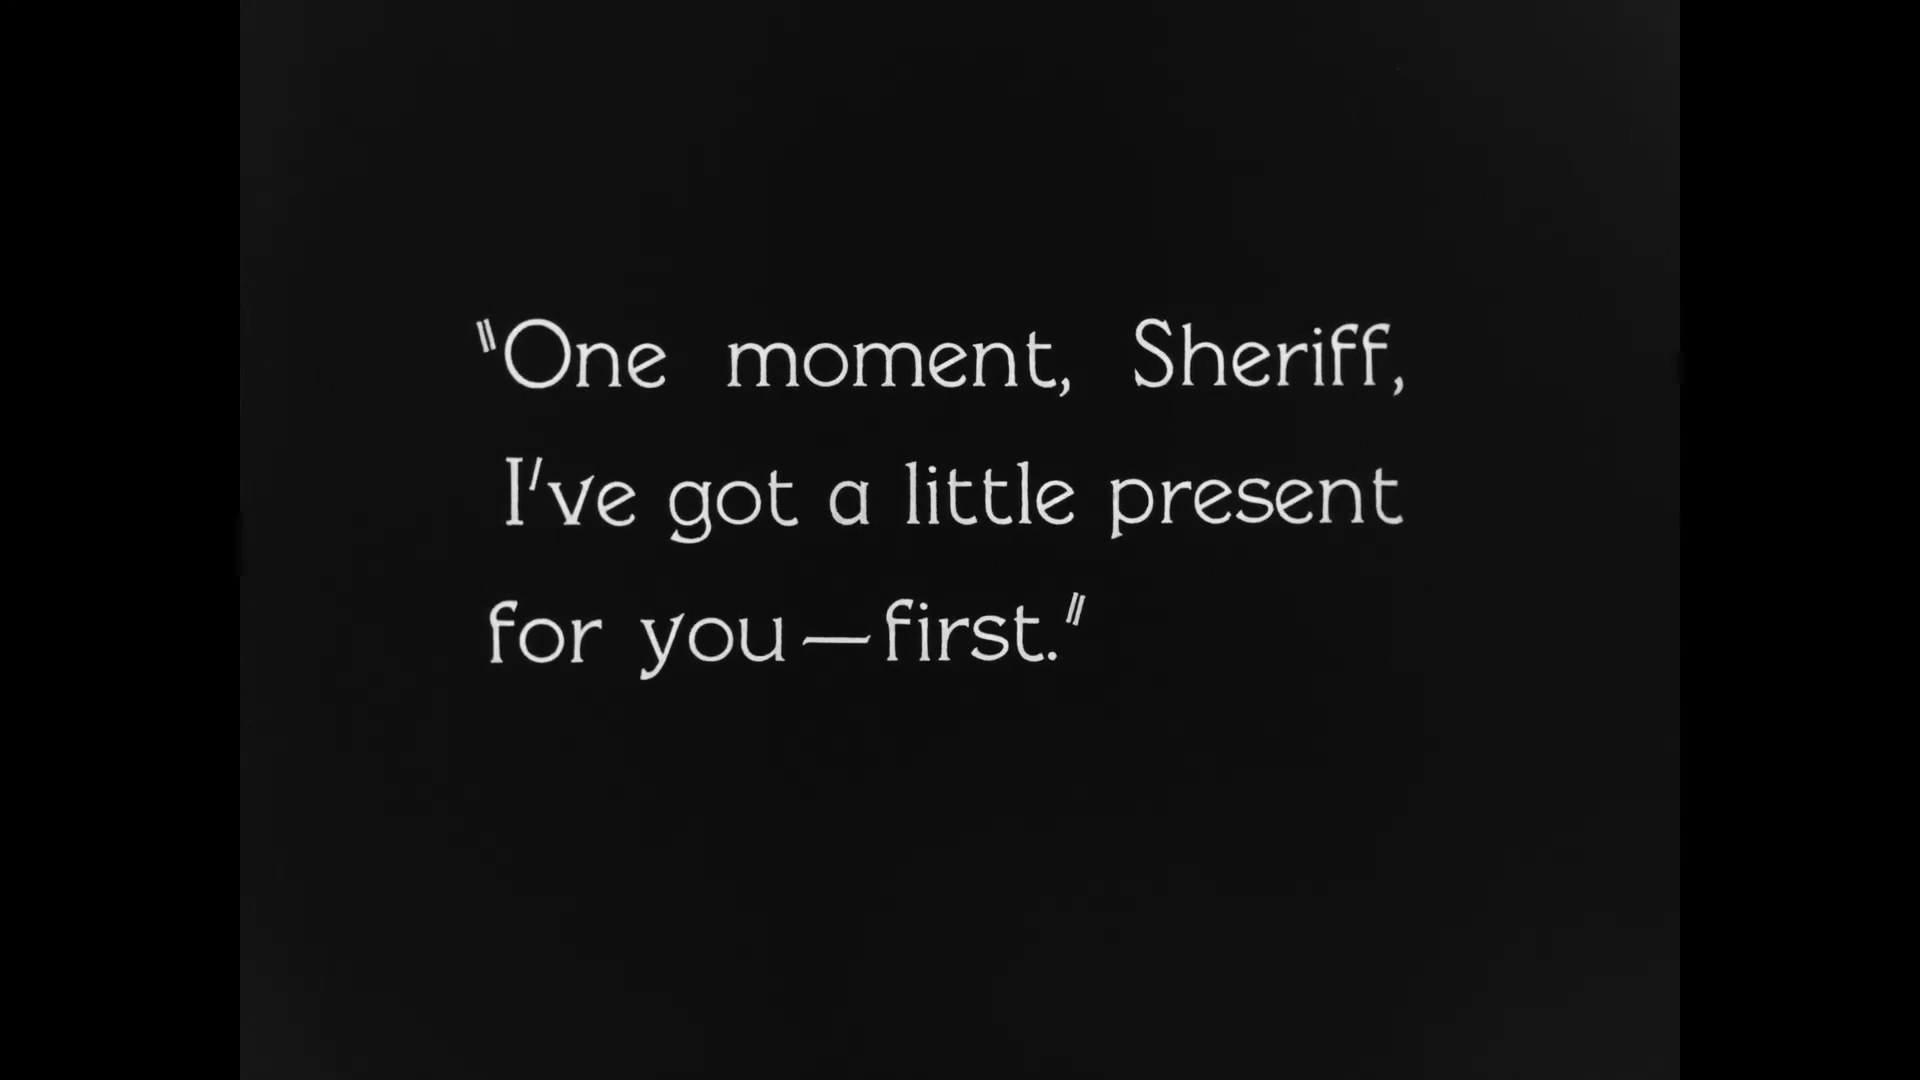 "One moment, Sheriff,
I've got a little present
for you—first."